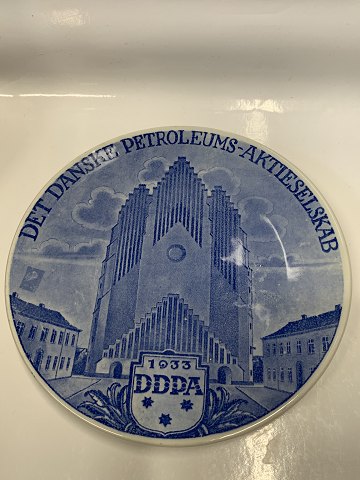 DET DANSKE PETROLEUMS-AKTIESELSKAB
1933
DDPA